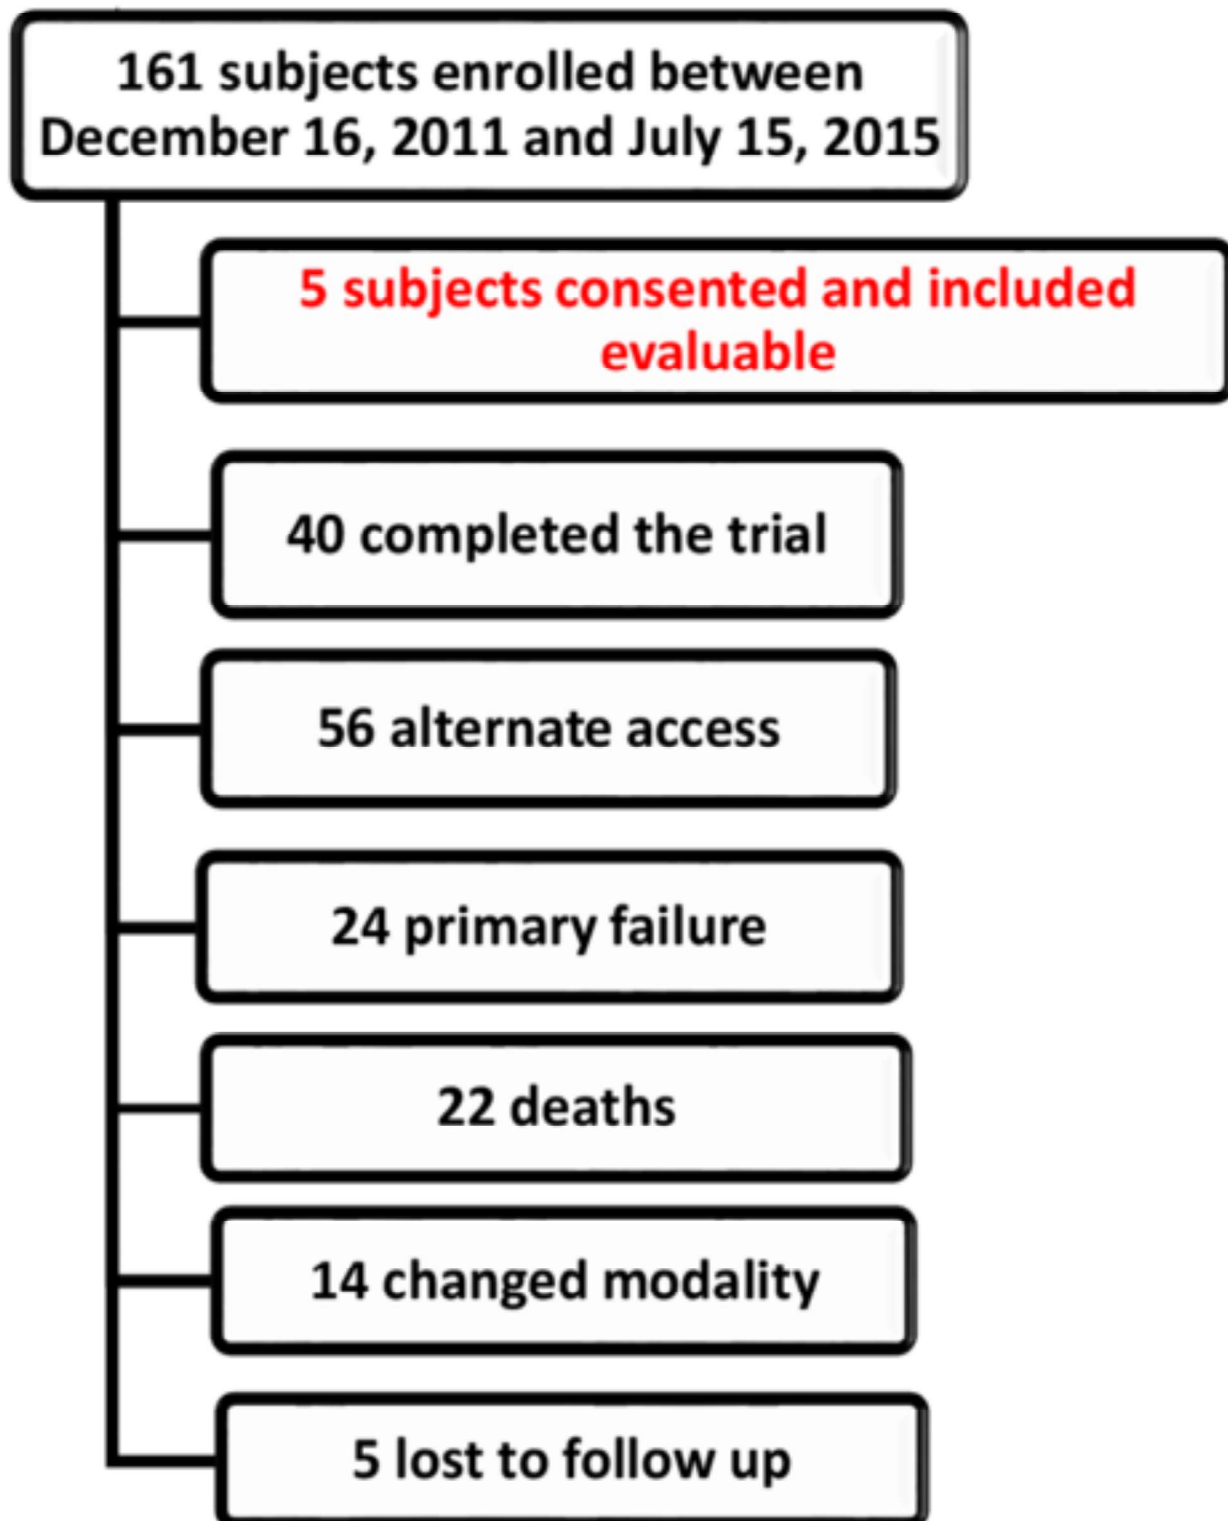 161 subjects enrolled between
December 16, 2011 and July 15, 2015
5 subjects consented and included
evaluable
40 completed the trial
56 alternate access
24 primary failure
22 deaths
14 changed modality
5 lost to follow up